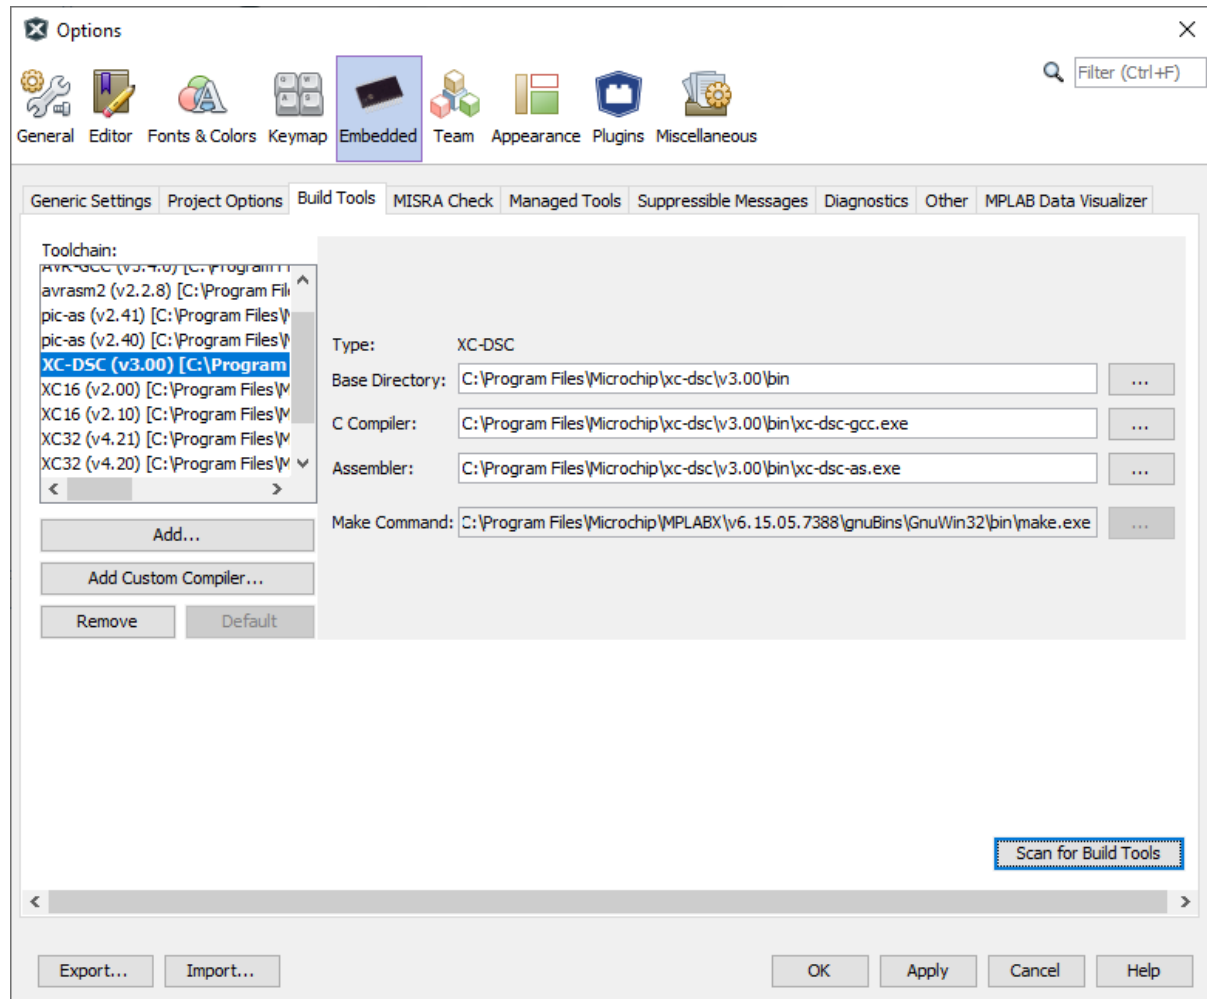 Options
Filter (Ctrl+F)
General Editor Fonts & Colors Keymap Embedded Team Appearance Plugins Miscellaneous
Generic Settings Project Options Build Tools MISRA Check Managed Tools Suppressible Messages Diagnostics Other MPLAB Data Visualizer
Toolchain:
avrasm2 (v2.2.8) [C:\Program File
pic-as (v2.41) [C:\Program Files\M
pic-as (v2.40) [C:\Program Files\M
XC-DSC (v3.00) [C:\Program
XC16 (v2.00) [C:\Program Files\M
XC16 (v2.10) [C:\Program Files\M
XC32 (v4.21) [C:\Program Files\M
XC32 (v4.20) [C:\Program Files\M
Add...
Add Custom Compiler...
Remove Default
Type: XC-DSC
Base Directory: C:\Program Files\Microchip\xc-dsc\v3.00\bin ...
C Compiler: C:\Program Files\Microchip\xc-dsc\v3.00\bin\xc-dsc-gcc.exe ...
Assembler: C:\Program Files\Microchip\xc-dsc\v3.00\bin\xc-dsc-as.exe ...
Make Command: C:\Program Files\Microchip\MPLABX\v6.15.05.7388\gnuBins\GnuWin32\bin\make.exe ...
Scan for Build Tools
Export... Import... OK Apply Cancel Help